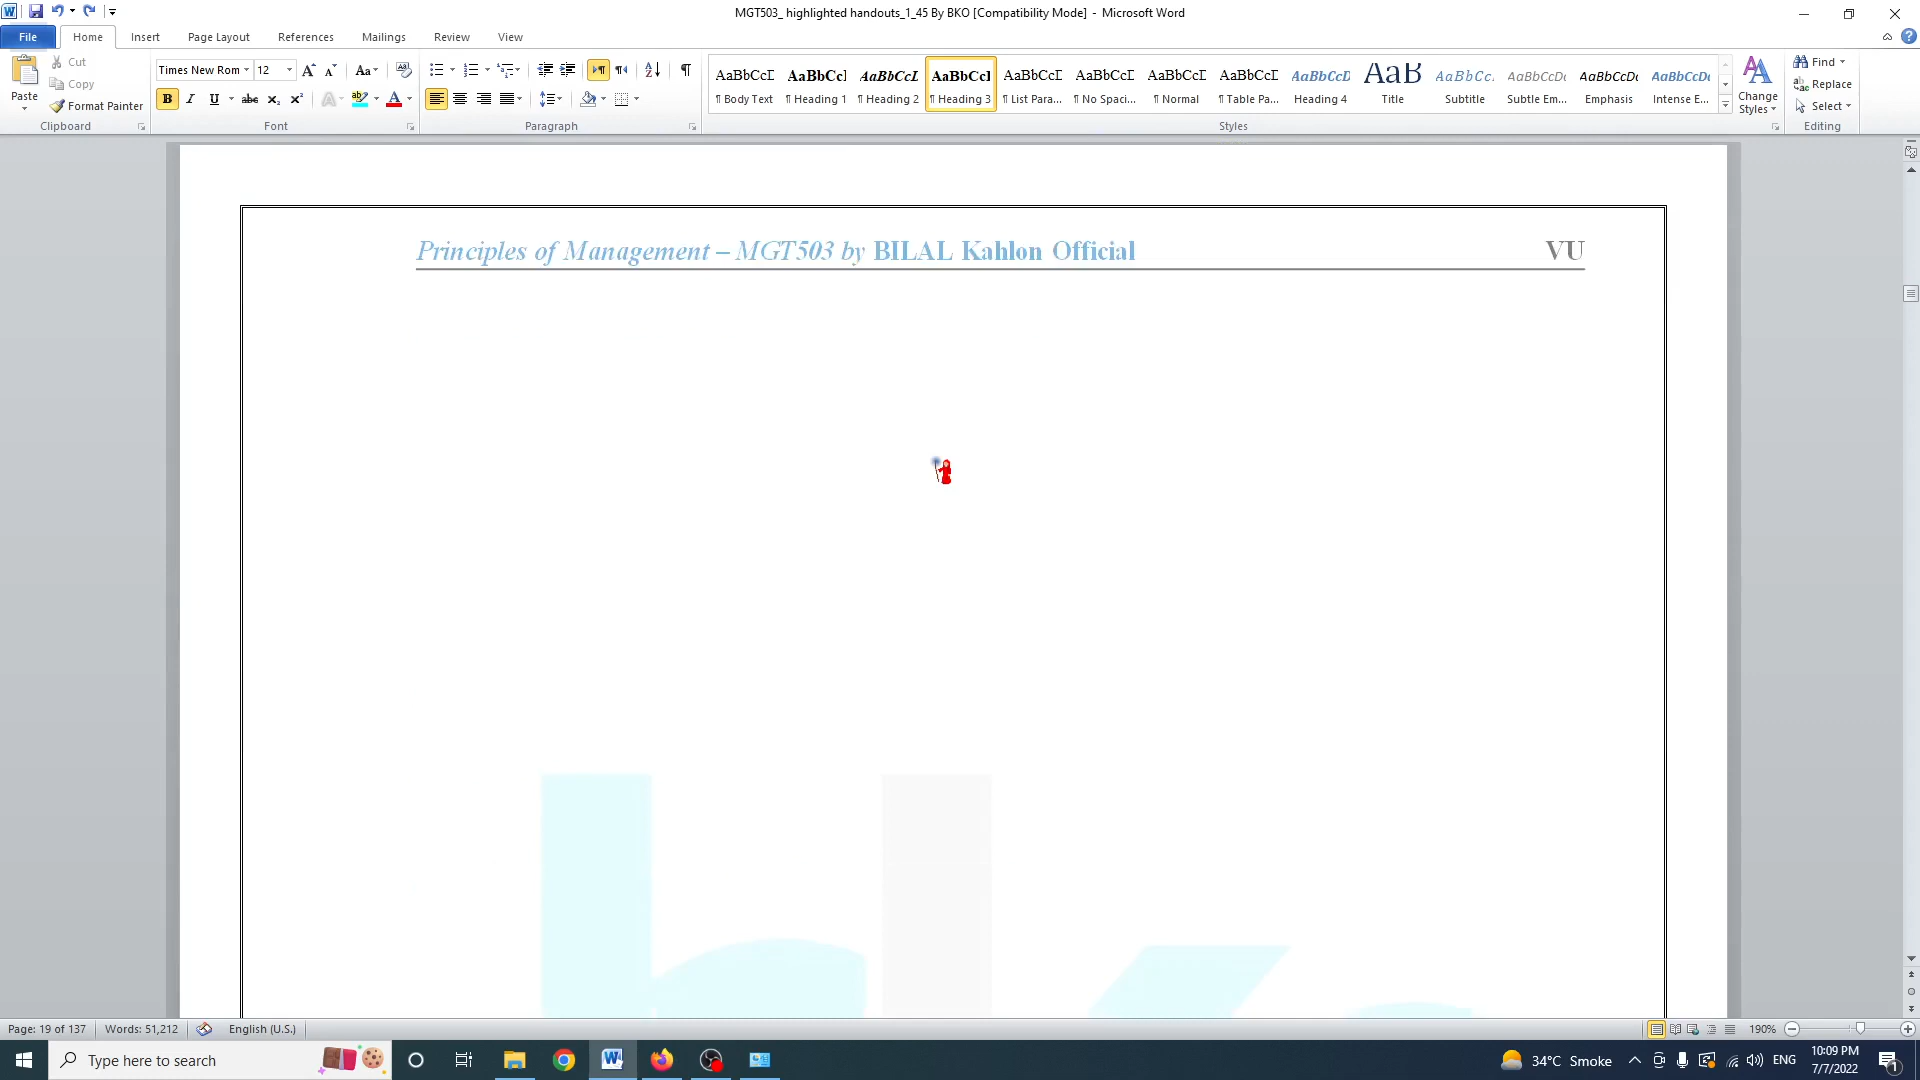 MGT503_ highlighted handouts_1_45 By BKO [Compatibility Mode] - Microsoft Word
File Home Insert Page Layout References Mailings Review View
Paste
Cut
Copy
Format Painter
Clipboard
Times New Rom 12
Font
Paragraph
AaBbCcI ¶ Body Text
AaBbCcI ¶ Heading 1
AaBbCcL ¶ Heading 2
AaBbCcI ¶ Heading 3
AaBbCcI ¶ List Para...
AaBbCcI ¶ No Spaci...
AaBbCcI ¶ Normal
AaBbCcI ¶ Table Pa...
AaBbCcD Heading 4
AaB Title
AaBbCc. Subtitle
AaBbCcDc Subtle Em...
AaBbCcDc Emphasis
AaBbCcDc Intense E...
Change Styles
Styles
Find
Replace
Select
Editing
Principles of Management – MGT503 by BILAL Kahlon Official VU
Page: 19 of 137 Words: 51,212 English (U.S.) 190%
Type here to search
34°C Smoke ENG 10:09 PM
7/7/2022 1